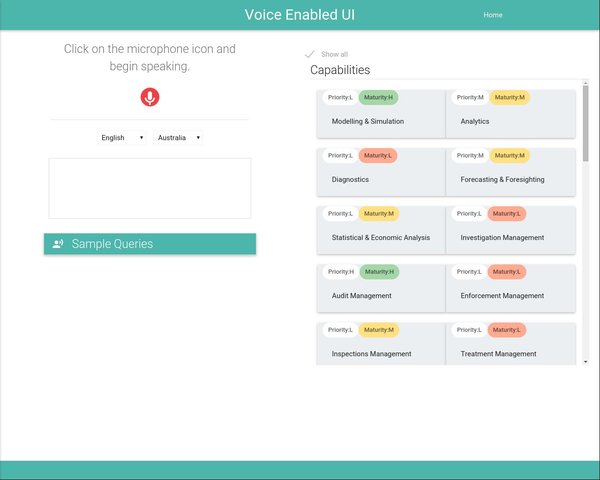 Voice Enabled UI
Home
Click on the microphone icon and
begin speaking.
English
Australia
Sample Queries
Show all
Capabilities
Priority:L Maturity:H Priority:M Maturity:M
Modelling & Simulation Analytics
Priority:L Maturity:L Priority:M Maturity:M
Diagnostics Forecasting & Foresighting
Priority:L Maturity:M Priority:L Maturity:L
Statistical & Economic Analysis Investigation Management
Priority:H Maturity:H Priority:L Maturity:L
Audit Management Enforcement Management
Priority:L Maturity:M Priority:L Maturity:L
Inspections Management Treatment Management